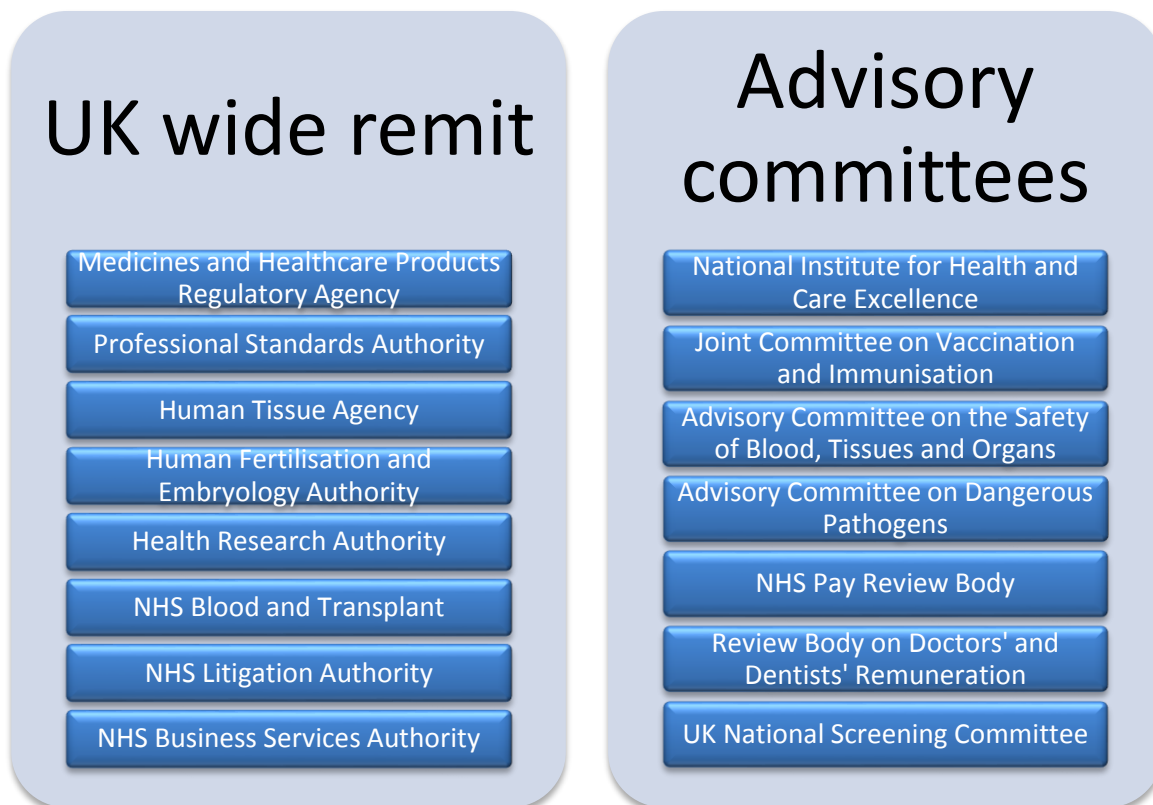 UK wide remit
Medicines and Healthcare Products
Regulatory Agency
Professional Standards Authority
Human Tissue Agency
Human Fertilisation and
Embryology Authority
Health Research Authority
NHS Blood and Transplant
NHS Litigation Authority
NHS Business Services Authority
Advisory
committees
National Institute for Health and
Care Excellence
Joint Committee on Vaccination
and Immunisation
Advisory Committee on the Safety
of Blood, Tissues and Organs
Advisory Committee on Dangerous
Pathogens
NHS Pay Review Body
Review Body on Doctors' and
Dentists' Remuneration
UK National Screening Committee